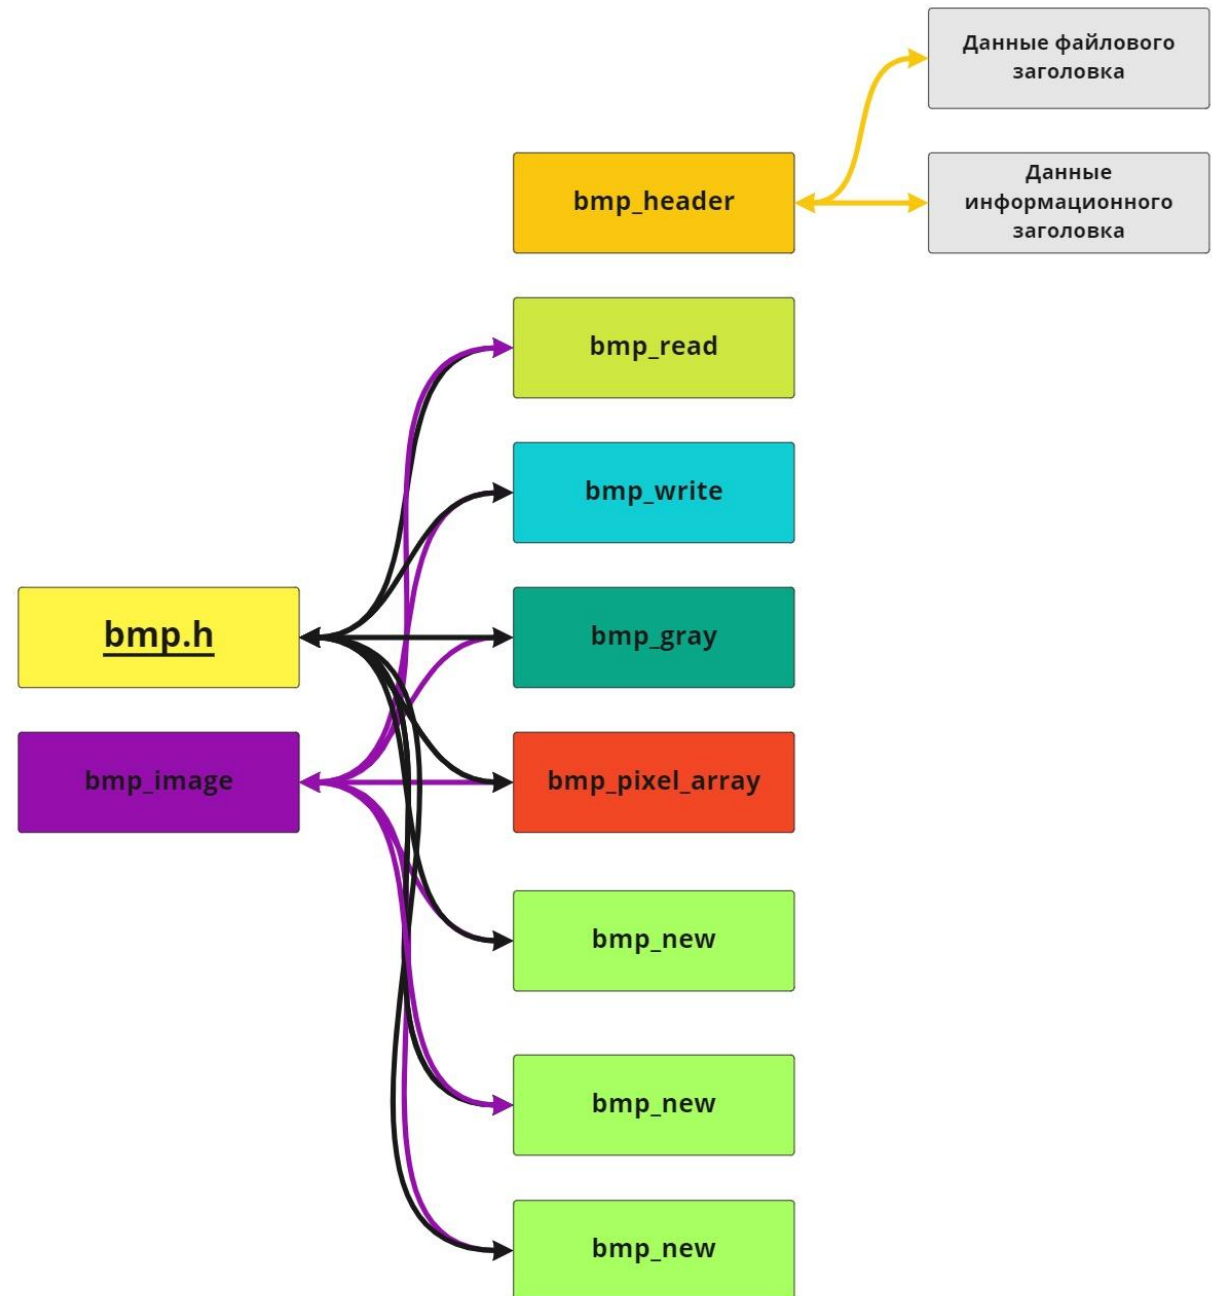 Данные файлового
заголовка
bmp_header
Данные
информационного
заголовка
bmp_read
bmp_write
bmp.h
bmp_gray
bmp_image
bmp_pixel_array
bmp_new
bmp_new
bmp_new